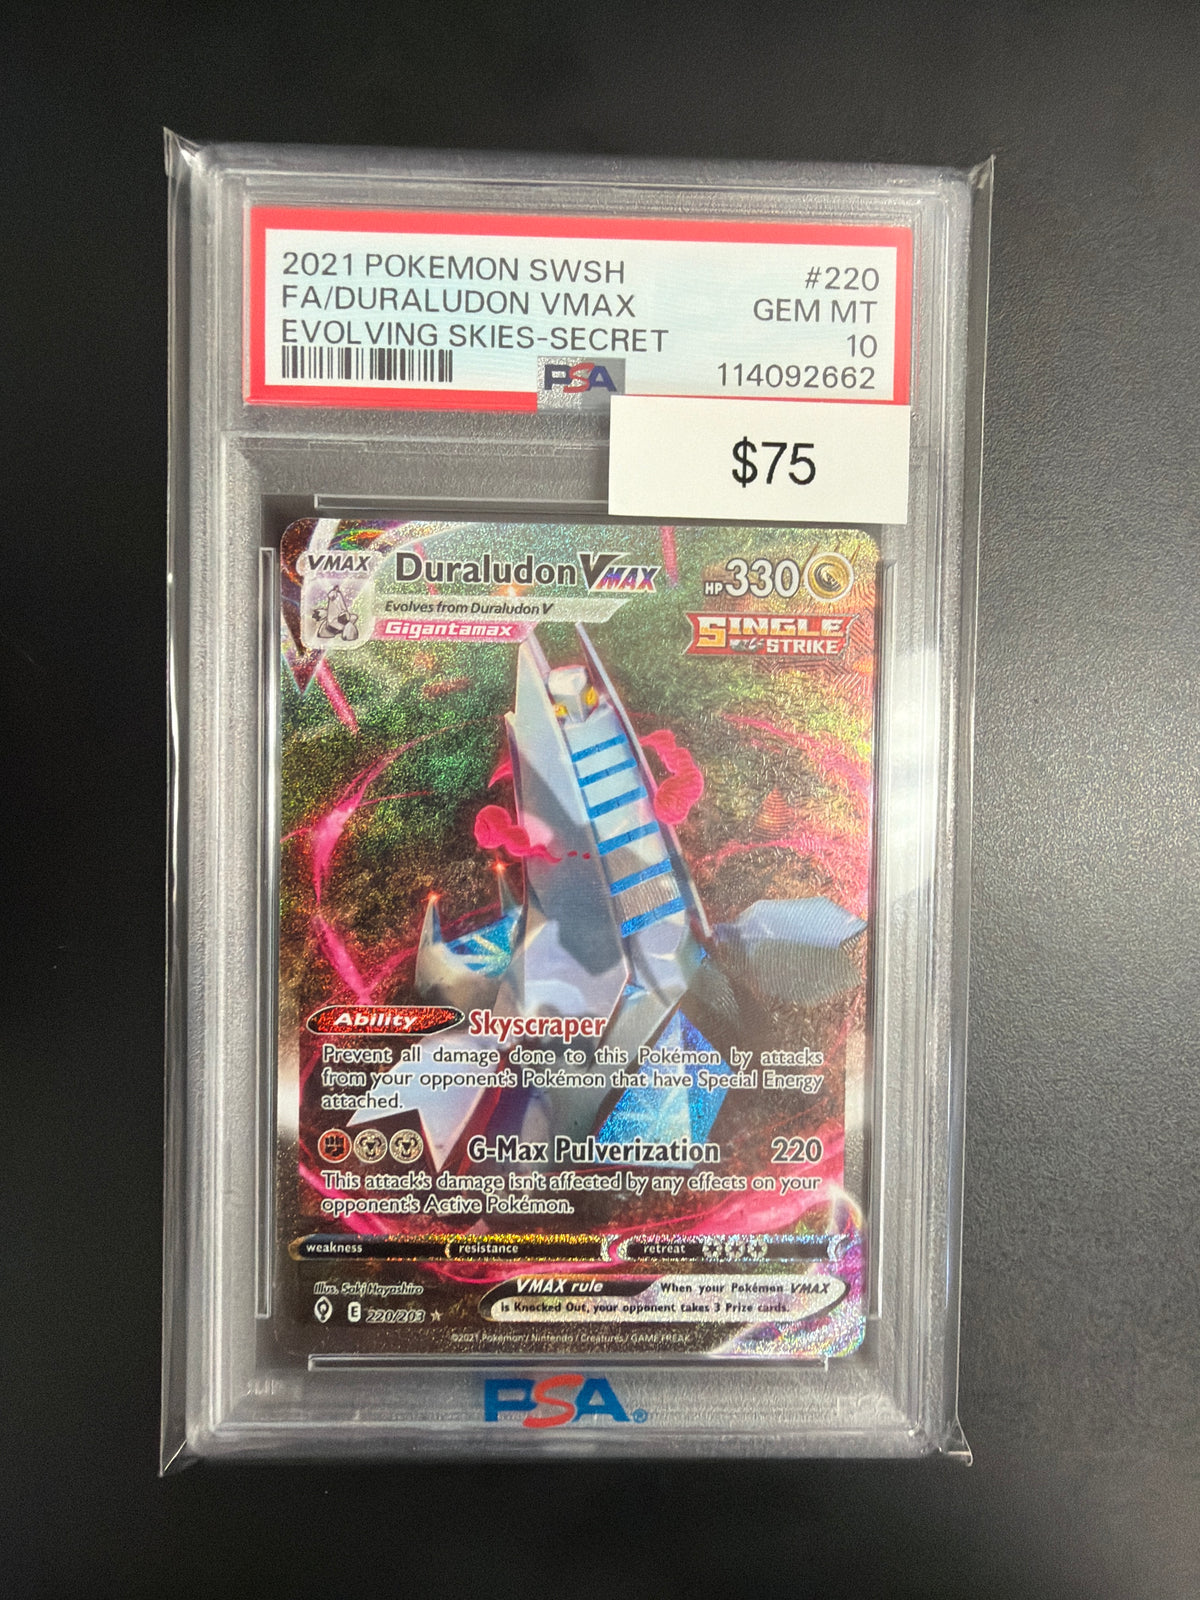 2021 POKEMON SWSH
#220
FA/DURALUDON VMAX
GEM MT
EVOLVING SKIES-SECRET
10
PSA
114092662
$75
VMAX
Duraludon VMAX
HP 330
Evolves from Duraludon V
Gigantamax
SINGLE
STRIKE
Ability
Skyscraper
Prevent all damage done to this Pokémon by attacks
from your opponent's Pokémon that have Special Energy
attached.
G-Max Pulverization 220
This attack's damage isn't affected by any effects on your
opponent's Active Pokémon.
weakness
resistance
retreat
Illus. Saki Hayashiro
VMAX rule
When your Pokémon VMAX
is Knocked Out, your opponent takes 3 Prize cards.
E 220/203 ★
©2021 Pokémon / Nintendo / Creatures / GAME FREAK
PSA®